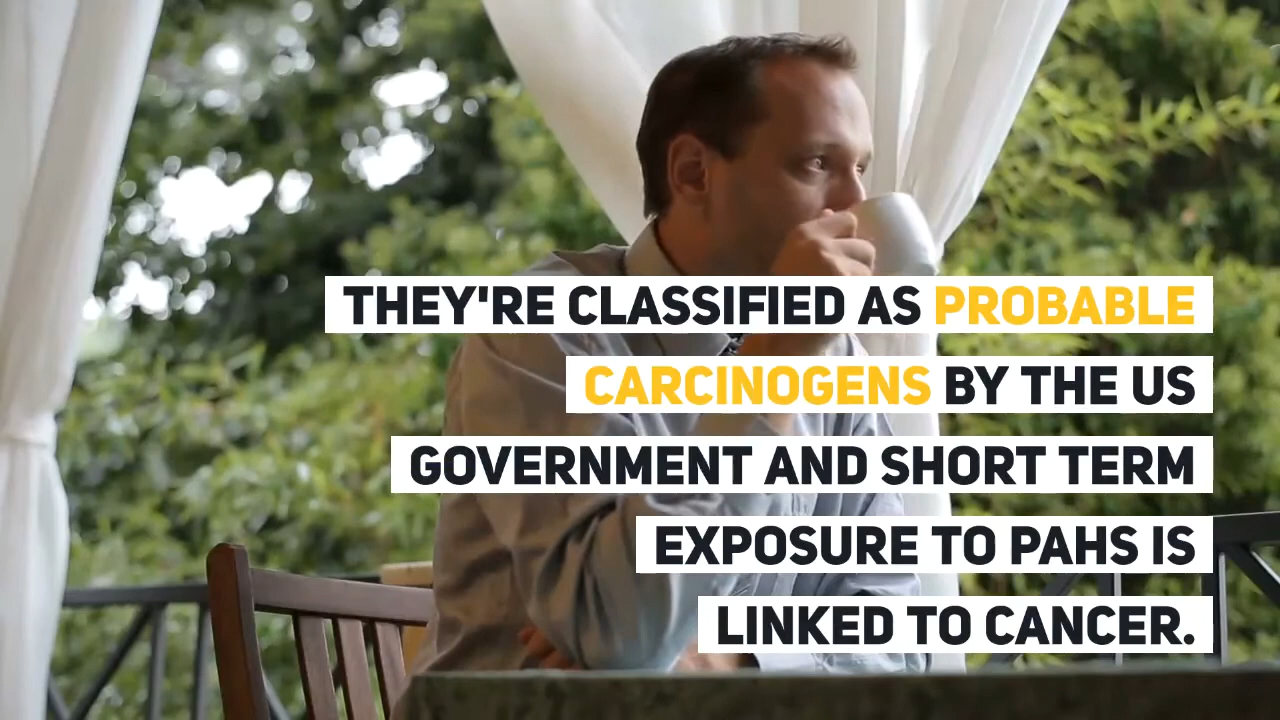 THEY'RE CLASSIFIED AS PROBABLE
CARCINOGENS BY THE US
GOVERNMENT AND SHORT TERM
EXPOSURE TO PAHS IS
LINKED TO CANCER.